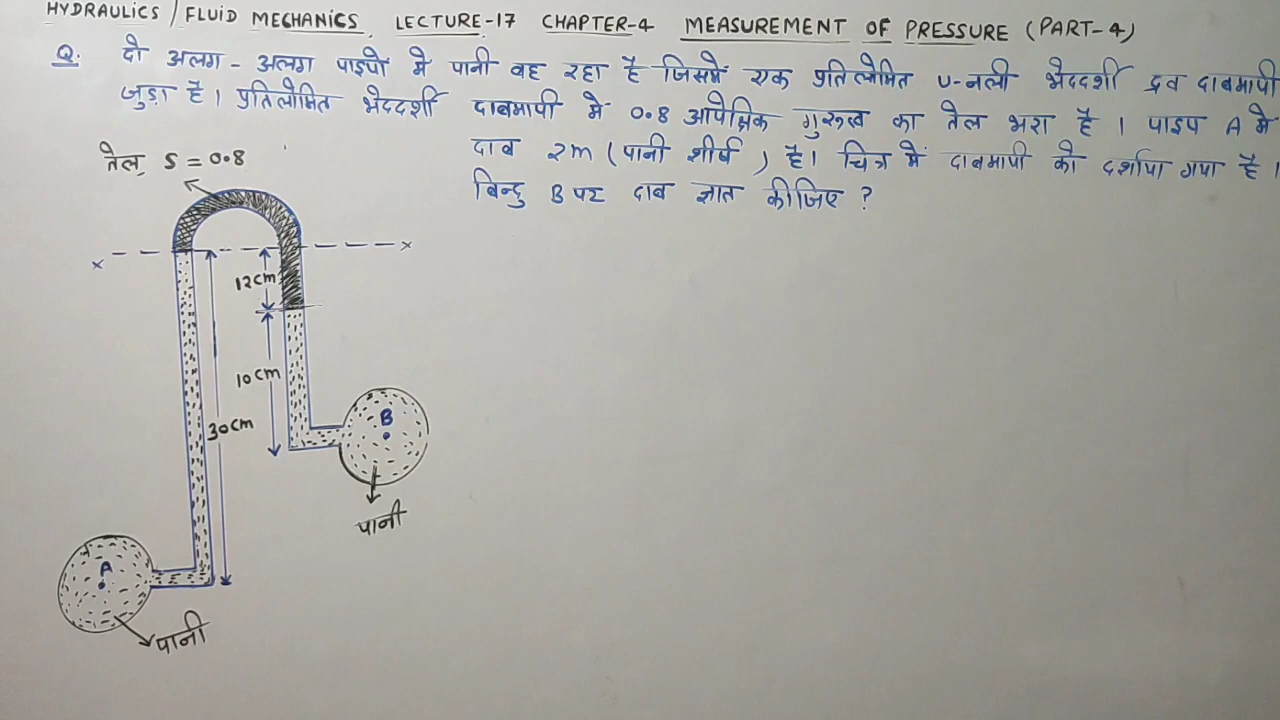 HYDRAULICS / FLUID MECHANICS LECTURE-17 CHAPTER-4 MEASUREMENT OF PRESSURE (PART-4)
Q. दो अलग - अलग पाइपों में पानी बह रहा है जिसमें एक प्रतिलोमित U-नली भेददर्शी द्रव दाबमापी
जुडा है। प्रतिलोमित भेददर्शी दाबमापी में 0.8 आपेक्षिक गुरुत्व का तेल भरा है। पाइप A में
दाब 2m (पानी शीर्ष) है। चित्र में दाबमापी को दर्शाया गया है।
बिन्दु B पर दाब ज्ञात कीजिए ?
तेल, S = 0.8
x x
12cm
10cm
30cm
B
पानी
A
पानी